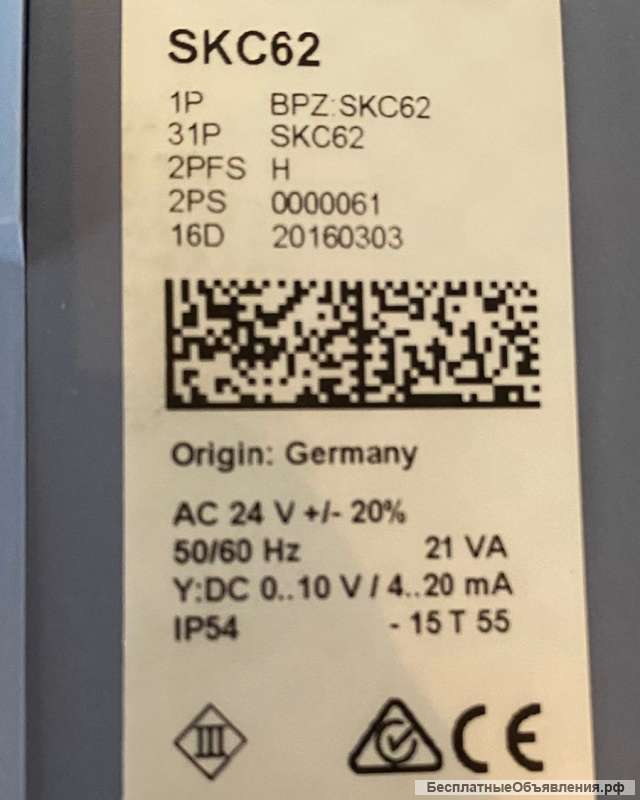 SKC62
1P BPZ:SKC62
31P SKC62
2PFS H
2PS 0000061
16D 20160303
Origin: Germany
AC 24 V +/- 20%
50/60 Hz 21 VA
Y:DC 0..10 V / 4..20 mA
IP54 - 15 T 55
III CE
БесплатныеОбъявления.рф